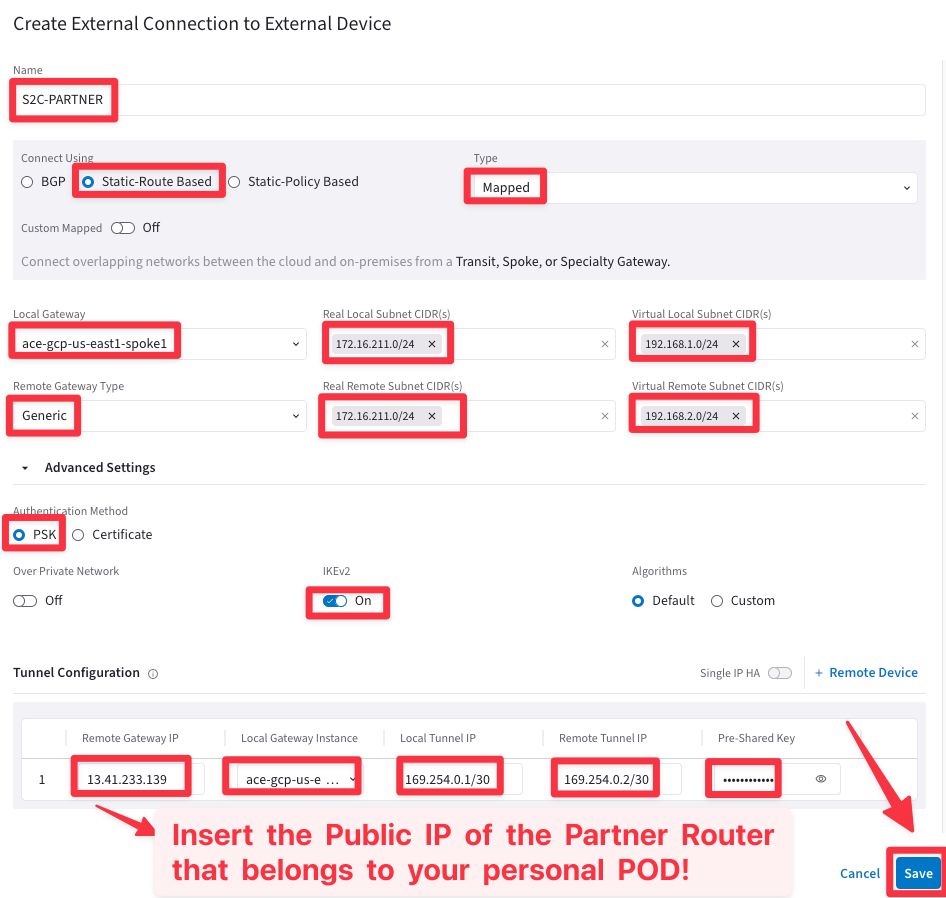 Create External Connection to External Device
Name
S2C-PARTNER
Connect Using
Type
BGP
Static-Route Based
Static-Policy Based
Mapped
Custom Mapped
Off
Connect overlapping networks between the cloud and on-premises from a Transit, Spoke, or Specialty Gateway.
Local Gateway
Real Local Subnet CIDR(s)
Virtual Local Subnet CIDR(s)
ace-gcp-us-east1-spoke1
172.16.211.0/24
192.168.1.0/24
Remote Gateway Type
Real Remote Subnet CIDR(s)
Virtual Remote Subnet CIDR(s)
Generic
172.16.211.0/24
192.168.2.0/24
Advanced Settings
Authentication Method
PSK
Certificate
Over Private Network
IKEv2
Algorithms
Off
On
Default
Custom
Tunnel Configuration
Single IP HA
+ Remote Device
Remote Gateway IP
Local Gateway Instance
Local Tunnel IP
Remote Tunnel IP
Pre-Shared Key
1
13.41.233.139
ace-gcp-us-e ...
169.254.0.1/30
169.254.0.2/30
••••••••••••
Insert the Public IP of the Partner Router
that belongs to your personal POD!
Cancel
Save